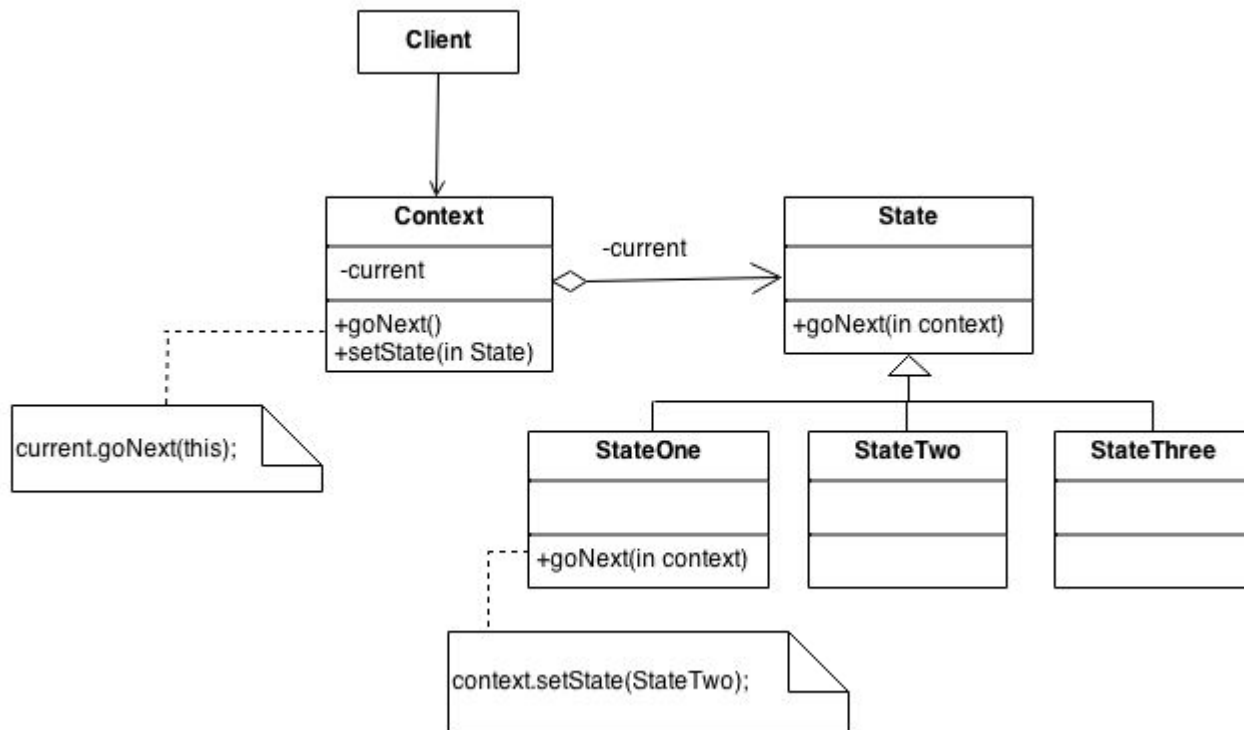 Client
Context
-current
+goNext()
+setState(in State)
-current
State
+goNext(in context)
current.goNext(this);
StateOne
+goNext(in context)
StateTwo
StateThree
context.setState(StateTwo);